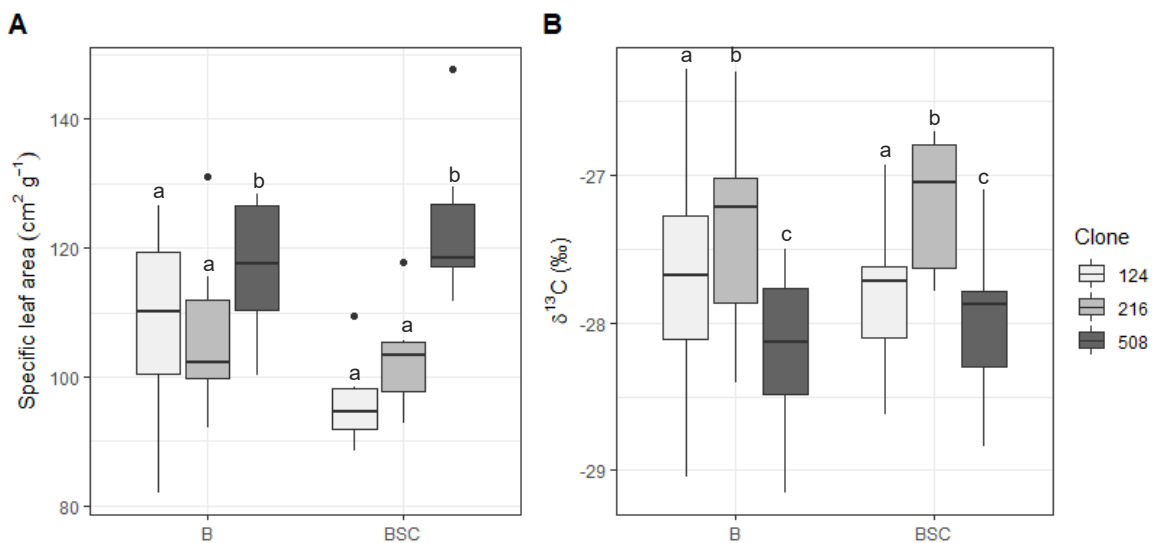 A
Specific leaf area (cm² g⁻¹)
140
120
100
80
a
a
b
a
a
b
B
BSC
B
δ¹³C (‰)
-27
-28
-29
a
b
c
a
b
c
B
BSC
Clone
124
216
508